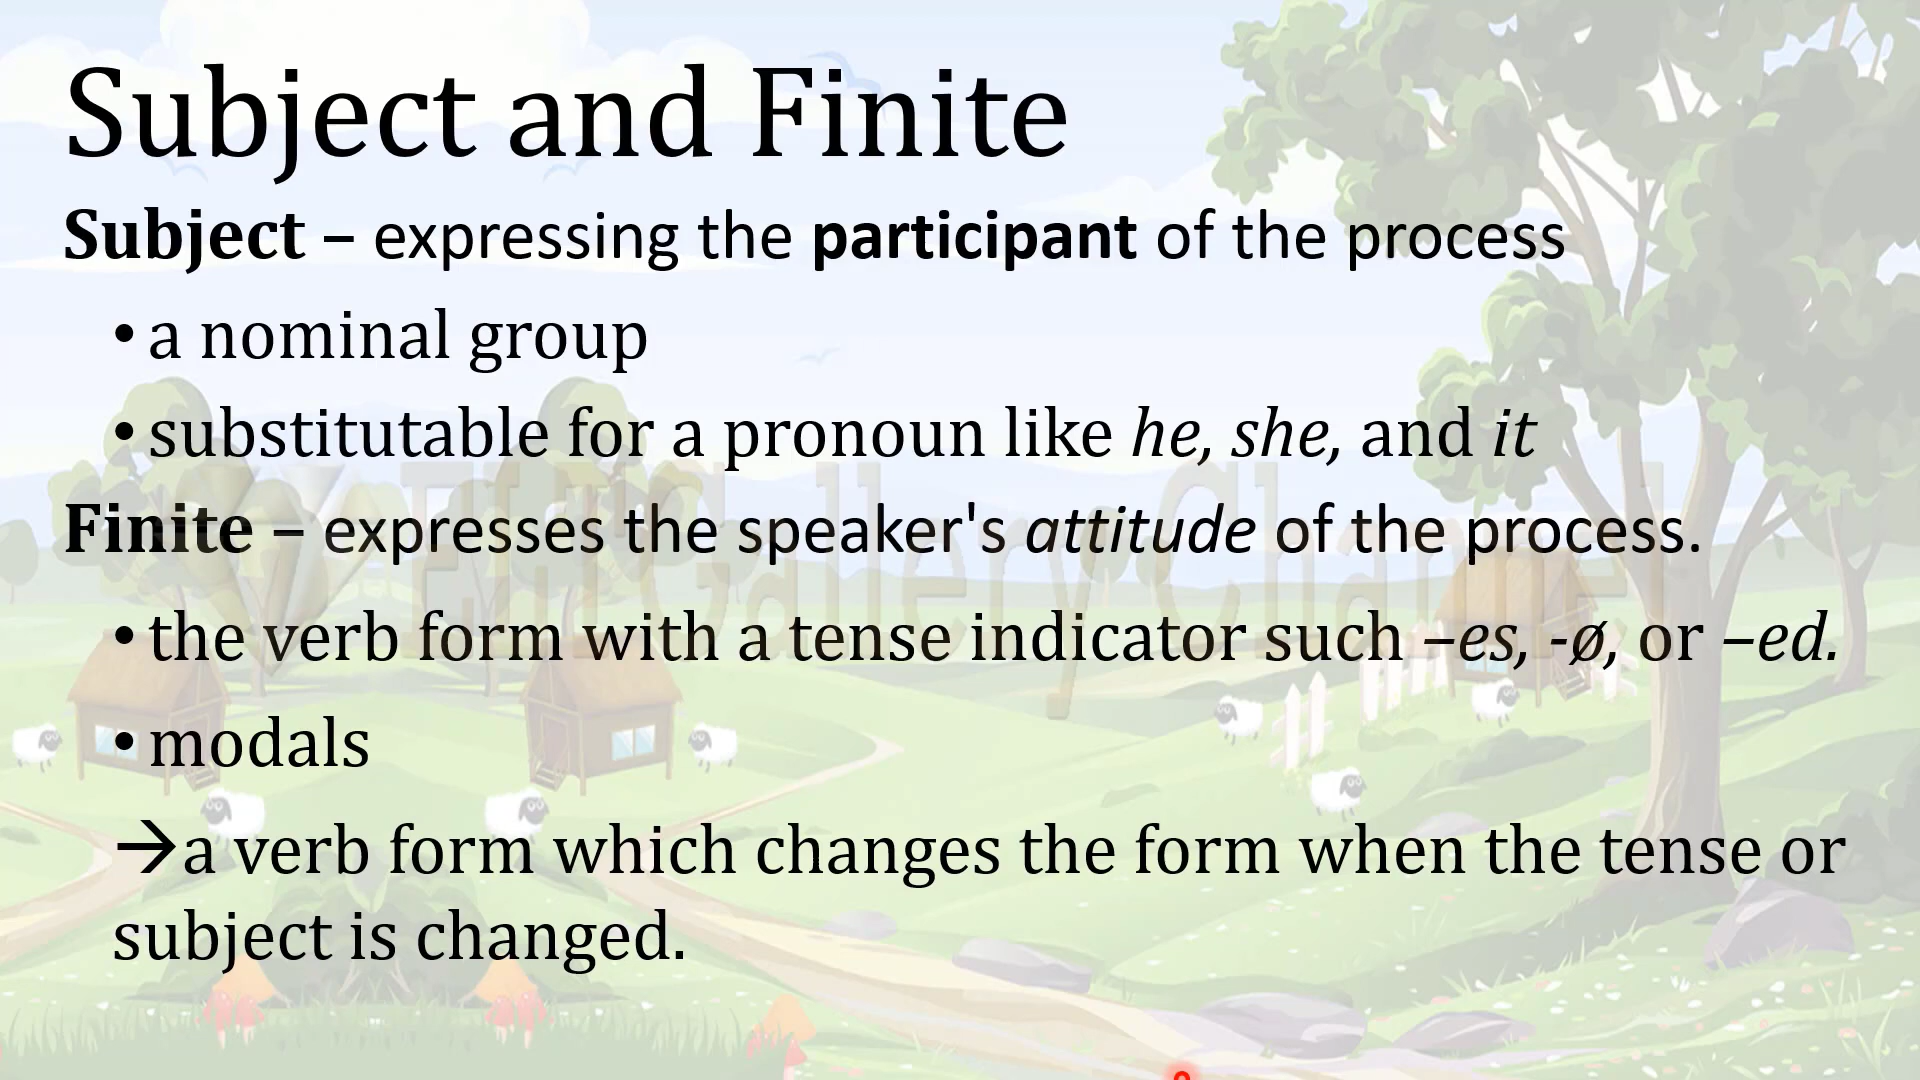 Subject and Finite
Subject – expressing the participant of the process
• a nominal group
• substitutable for a pronoun like he, she, and it
Finite – expresses the speaker's attitude of the process.
ELTGallery Channel
• the verb form with a tense indicator such –es, -ø, or –ed.
• modals
→a verb form which changes the form when the tense or
subject is changed.